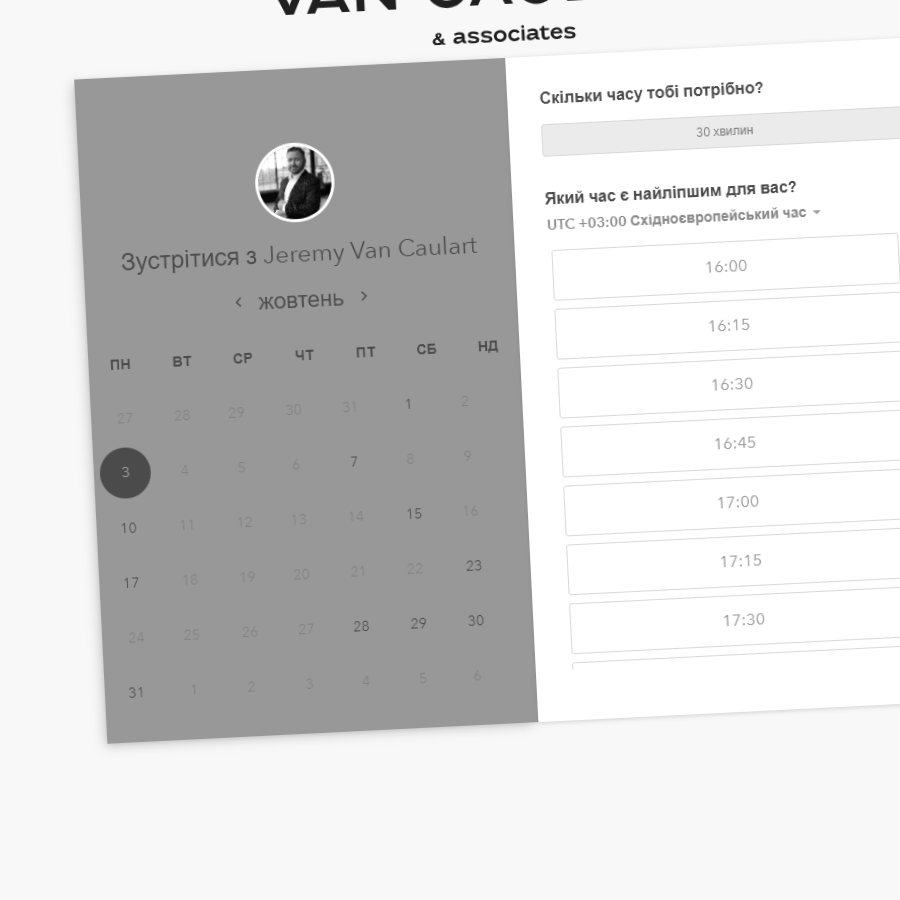 & associates
Зустрітися з Jeremy Van Caulart
жовтень
ПН ВТ СР ЧТ ПТ СБ НД
27 28 29 30 31 1 2
3 4 5 6 7 8 9
10 11 12 13 14 15 16
17 18 19 20 21 22 23
24 25 26 27 28 29 30
31 1 2 3 4 5 6
Скільки часу тобі потрібно?
30 хвилин
Який час є найліпшим для вас?
UTC +03:00 Східноєвропейський час
16:00
16:15
16:30
16:45
17:00
17:15
17:30